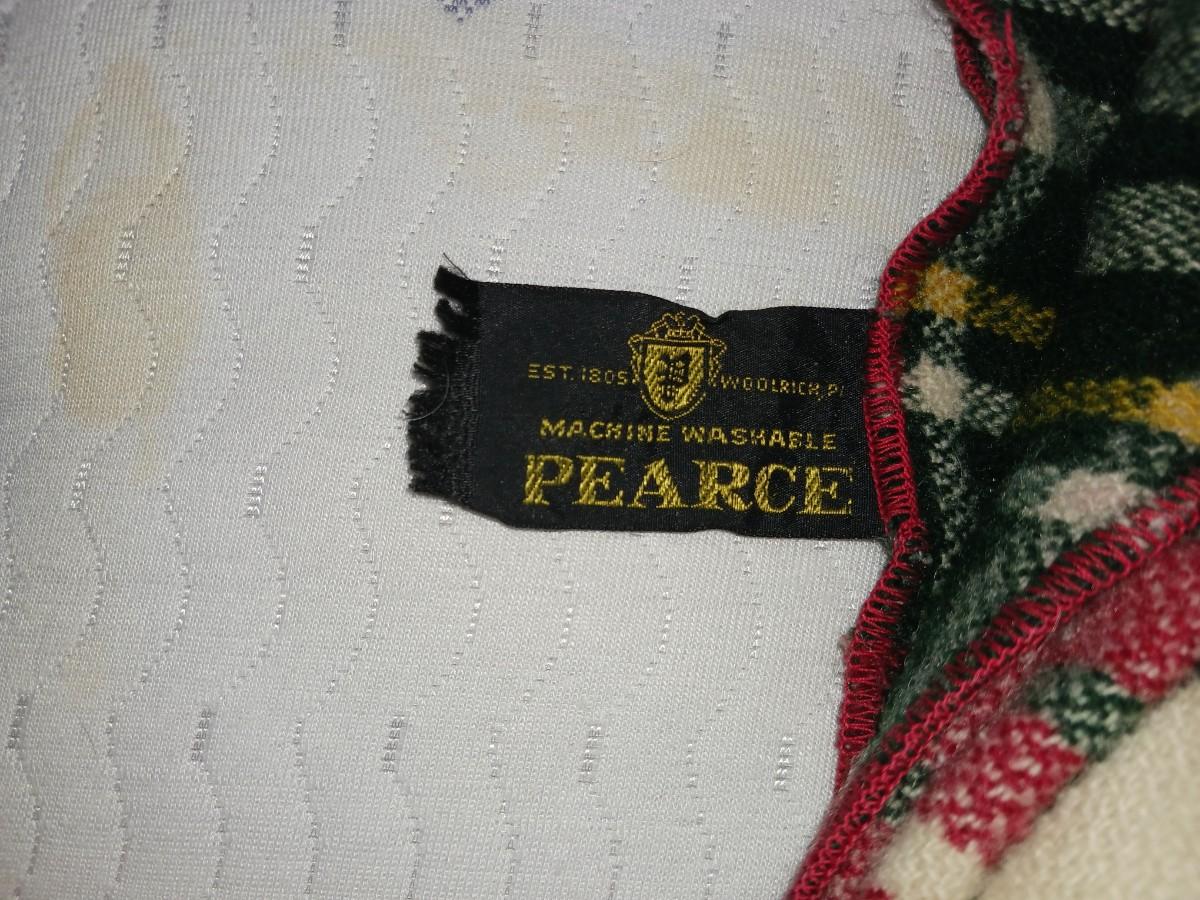 EST. 1805 WOOLRICH, PA
MACHINE WASHABLE
PEARCE